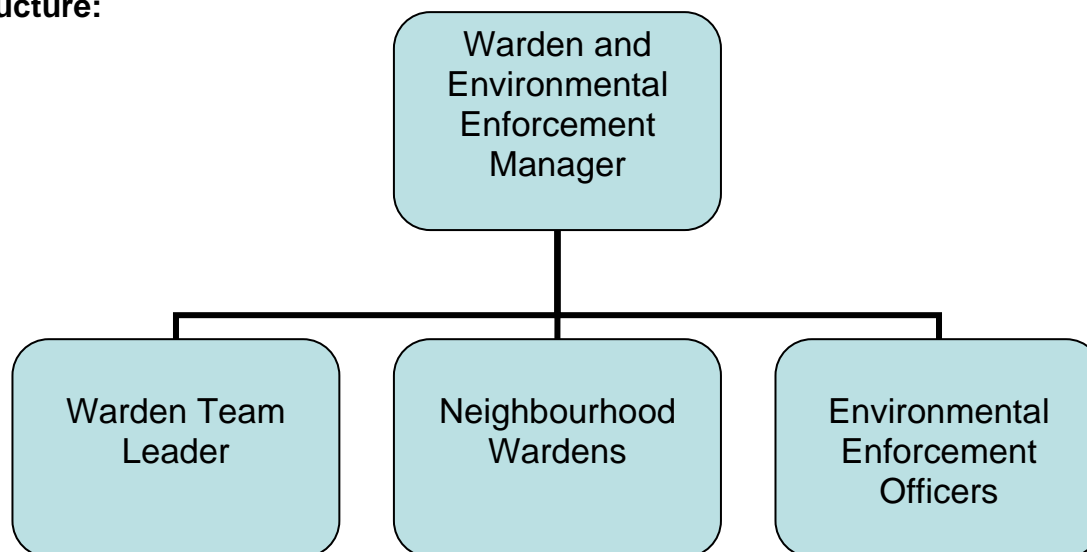 ucture:
Warden and
Environmental
Enforcement
Manager
Warden Team
Leader
Neighbourhood
Wardens
Environmental
Enforcement
Officers